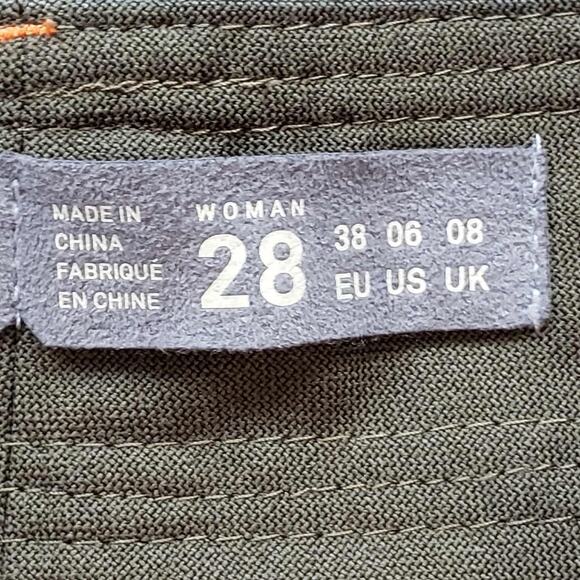 MADE IN
CHINA
FABRIQUÉ
EN CHINE
WOMAN
28
38 06 08
EU US UK